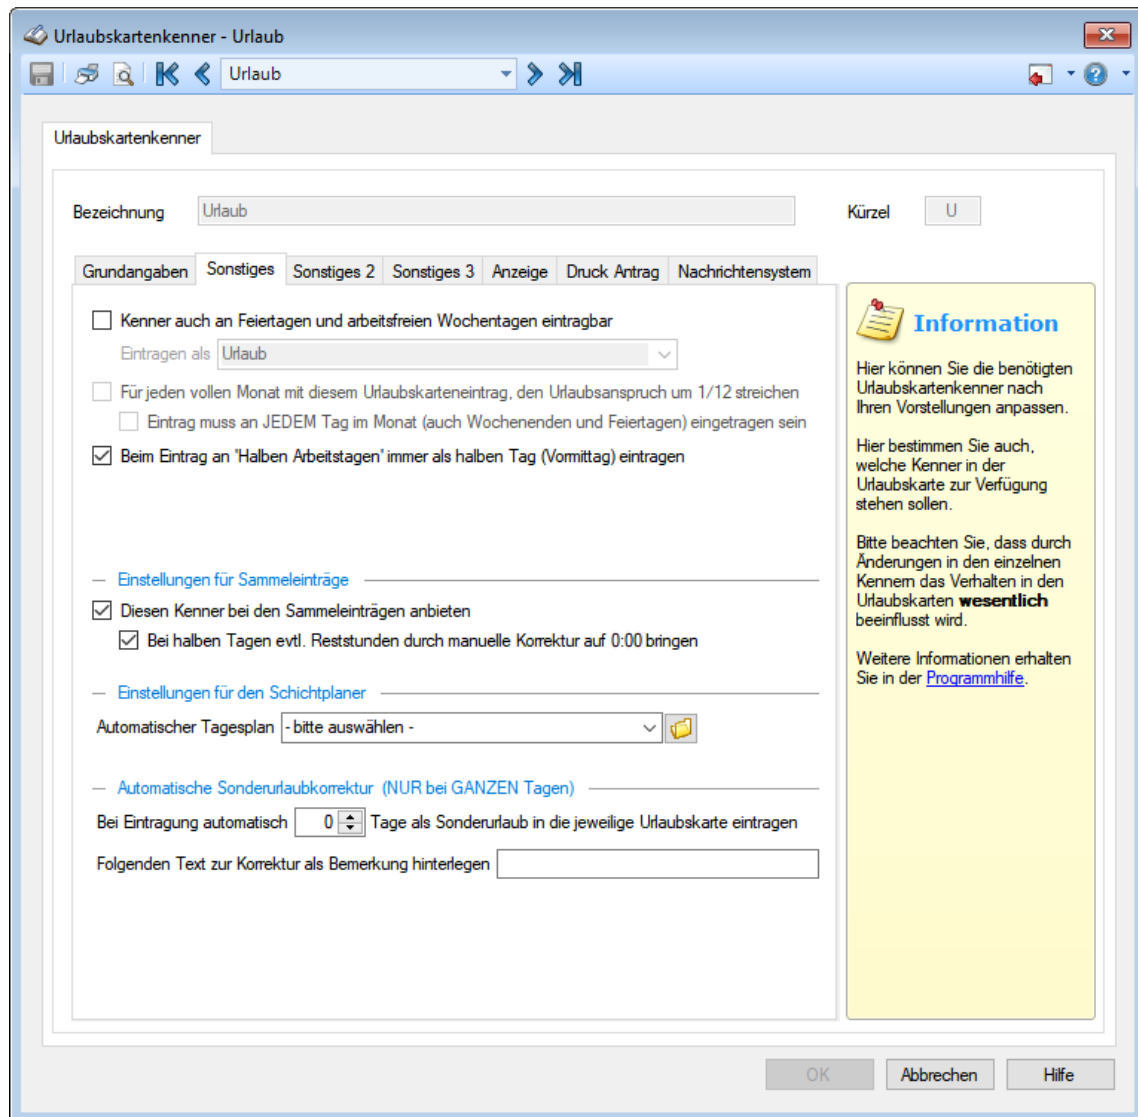 Urlaubskartenkenner - Urlaub
Urlaub
Urlaubskartenkenner
Bezeichnung Urlaub Kürzel U
Grundangaben Sonstiges Sonstiges 2 Sonstiges 3 Anzeige Druck Antrag Nachrichtensystem
Kenner auch an Feiertagen und arbeitsfreien Wochentagen eintragbar
Eintragen als Urlaub
Für jeden vollen Monat mit diesem Urlaubskarteneintrag, den Urlaubsanspruch um 1/12 streichen
Eintrag muss an JEDEM Tag im Monat (auch Wochenenden und Feiertagen) eingetragen sein
Beim Eintrag an 'Halben Arbeitstagen' immer als halben Tag (Vormittag) eintragen
Einstellungen für Sammeleinträge
Diesen Kenner bei den Sammeleinträgen anbieten
Bei halben Tagen evtl. Reststunden durch manuelle Korrektur auf 0:00 bringen
Einstellungen für den Schichtplaner
Automatischer Tagesplan - bitte auswählen -
Automatische Sonderurlaubkorrektur (NUR bei GANZEN Tagen)
Bei Eintragung automatisch 0 Tage als Sonderurlaub in die jeweilige Urlaubskarte eintragen
Folgenden Text zur Korrektur als Bemerkung hinterlegen
Information
Hier können Sie die benötigten
Urlaubskartenkenner nach
Ihren Vorstellungen anpassen.
Hier bestimmen Sie auch,
welche Kenner in der
Urlaubskarte zur Verfügung
stehen sollen.
Bitte beachten Sie, dass durch
Änderungen in den einzelnen
Kennern das Verhalten in den
Urlaubskarten wesentlich
beeinflusst wird.
Weitere Informationen erhalten
Sie in der Programmhilfe.
OK Abbrechen Hilfe